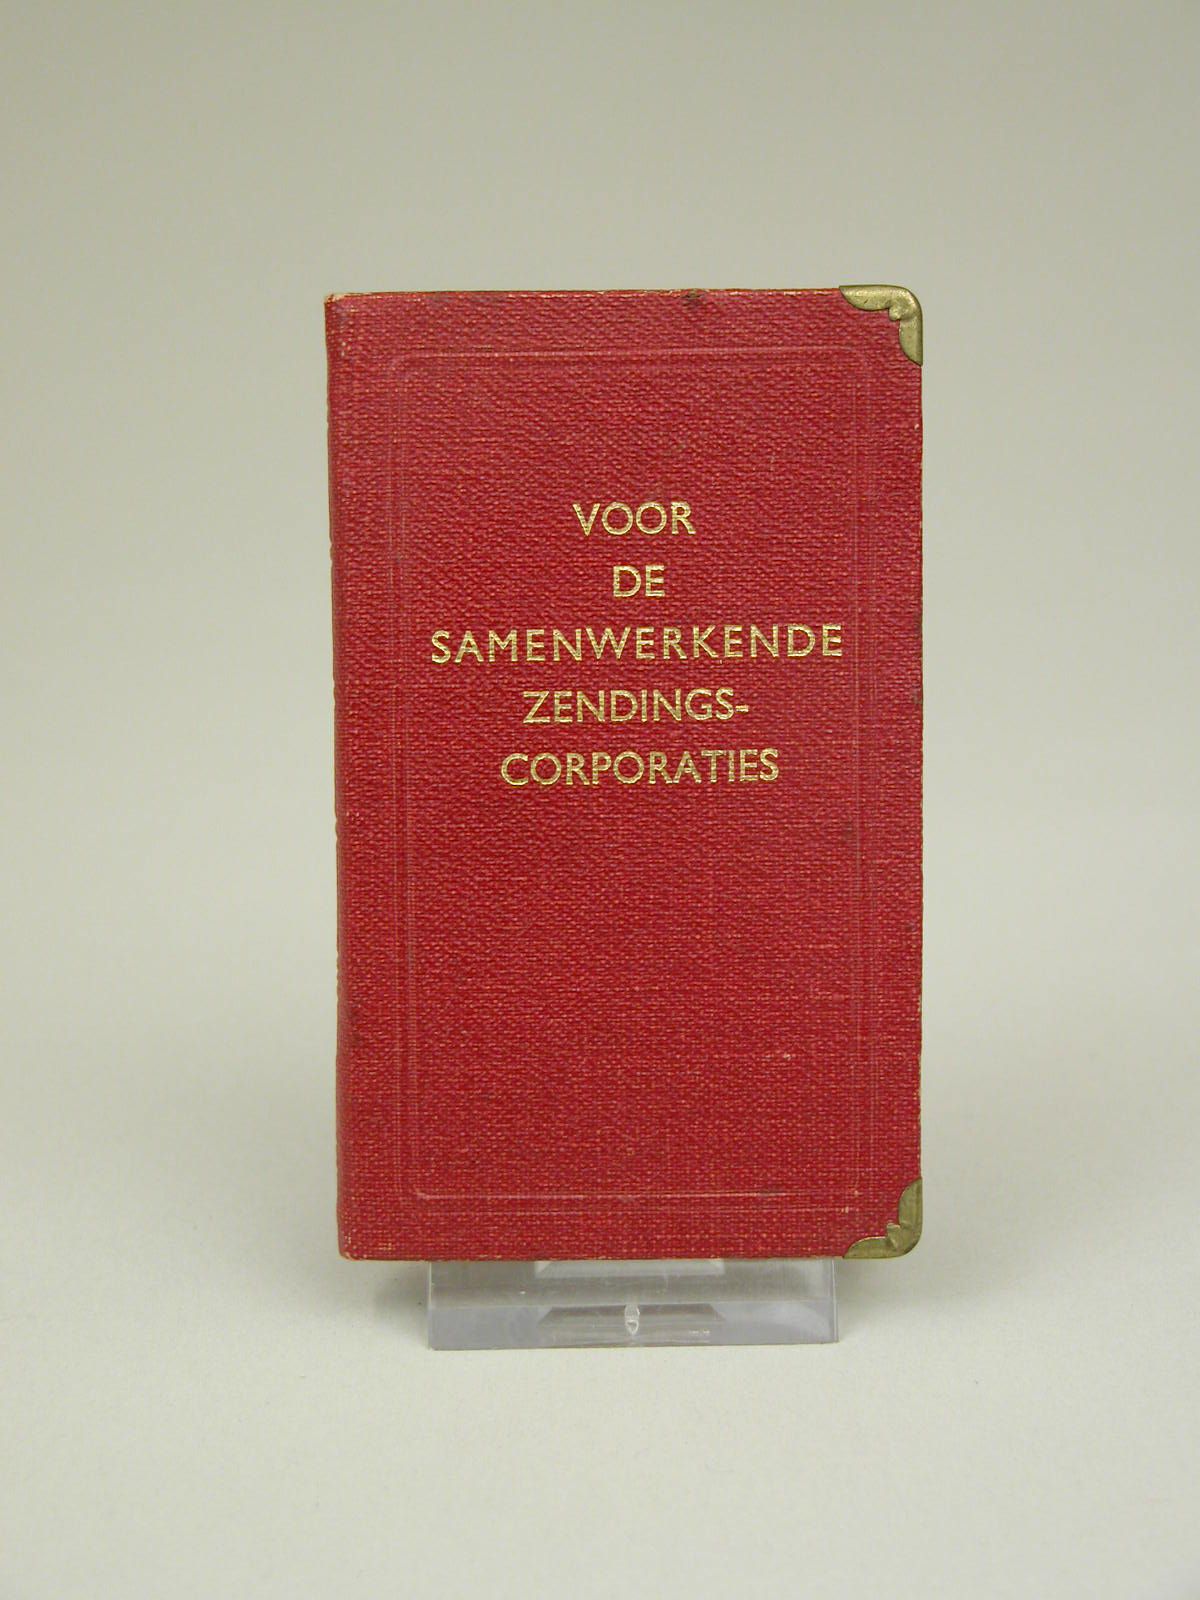 VOOR
DE
SAMENWERKENDE
ZENDINGS-
CORPORATIES